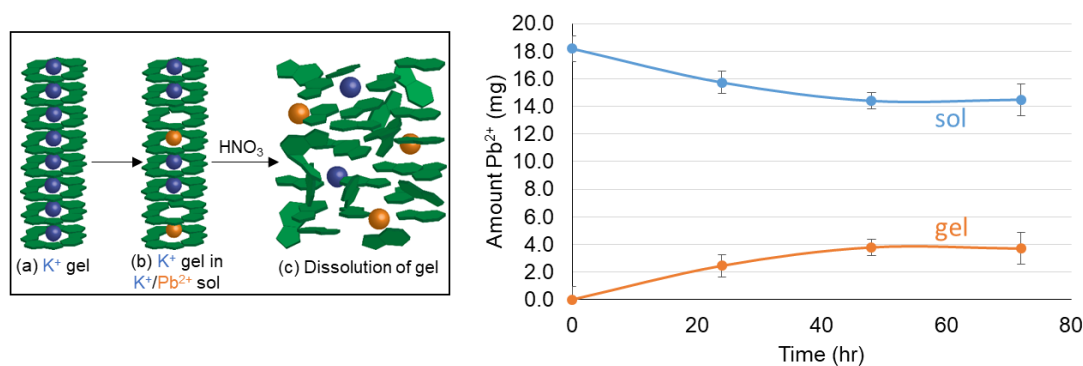 HNO₃
(a) K⁺ gel
(b) K⁺ gel in
K⁺/Pb²⁺ sol
(c) Dissolution of gel
Amount Pb²⁺ (mg)
20.0
18.0
16.0
14.0
12.0
10.0
8.0
6.0
4.0
2.0
0.0
sol
gel
0
20
40
60
80
Time (hr)